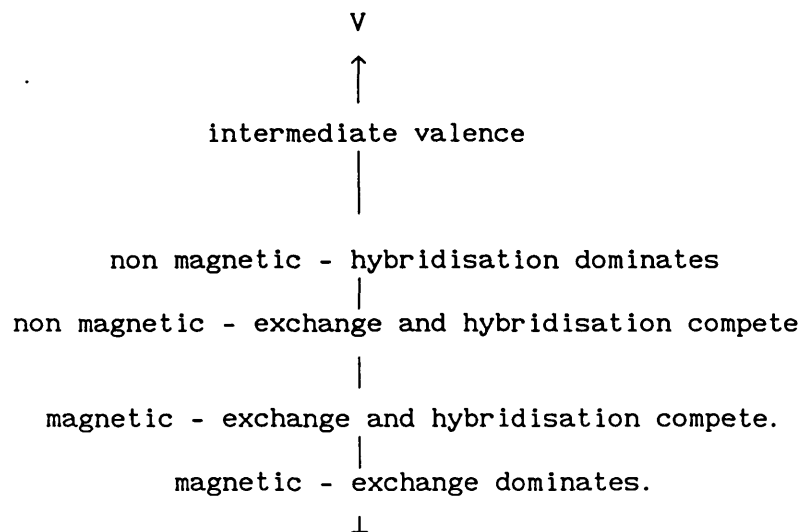 V
intermediate valence
non magnetic - hybridisation dominates
non magnetic - exchange and hybridisation compete
magnetic - exchange and hybridisation compete.
magnetic - exchange dominates.